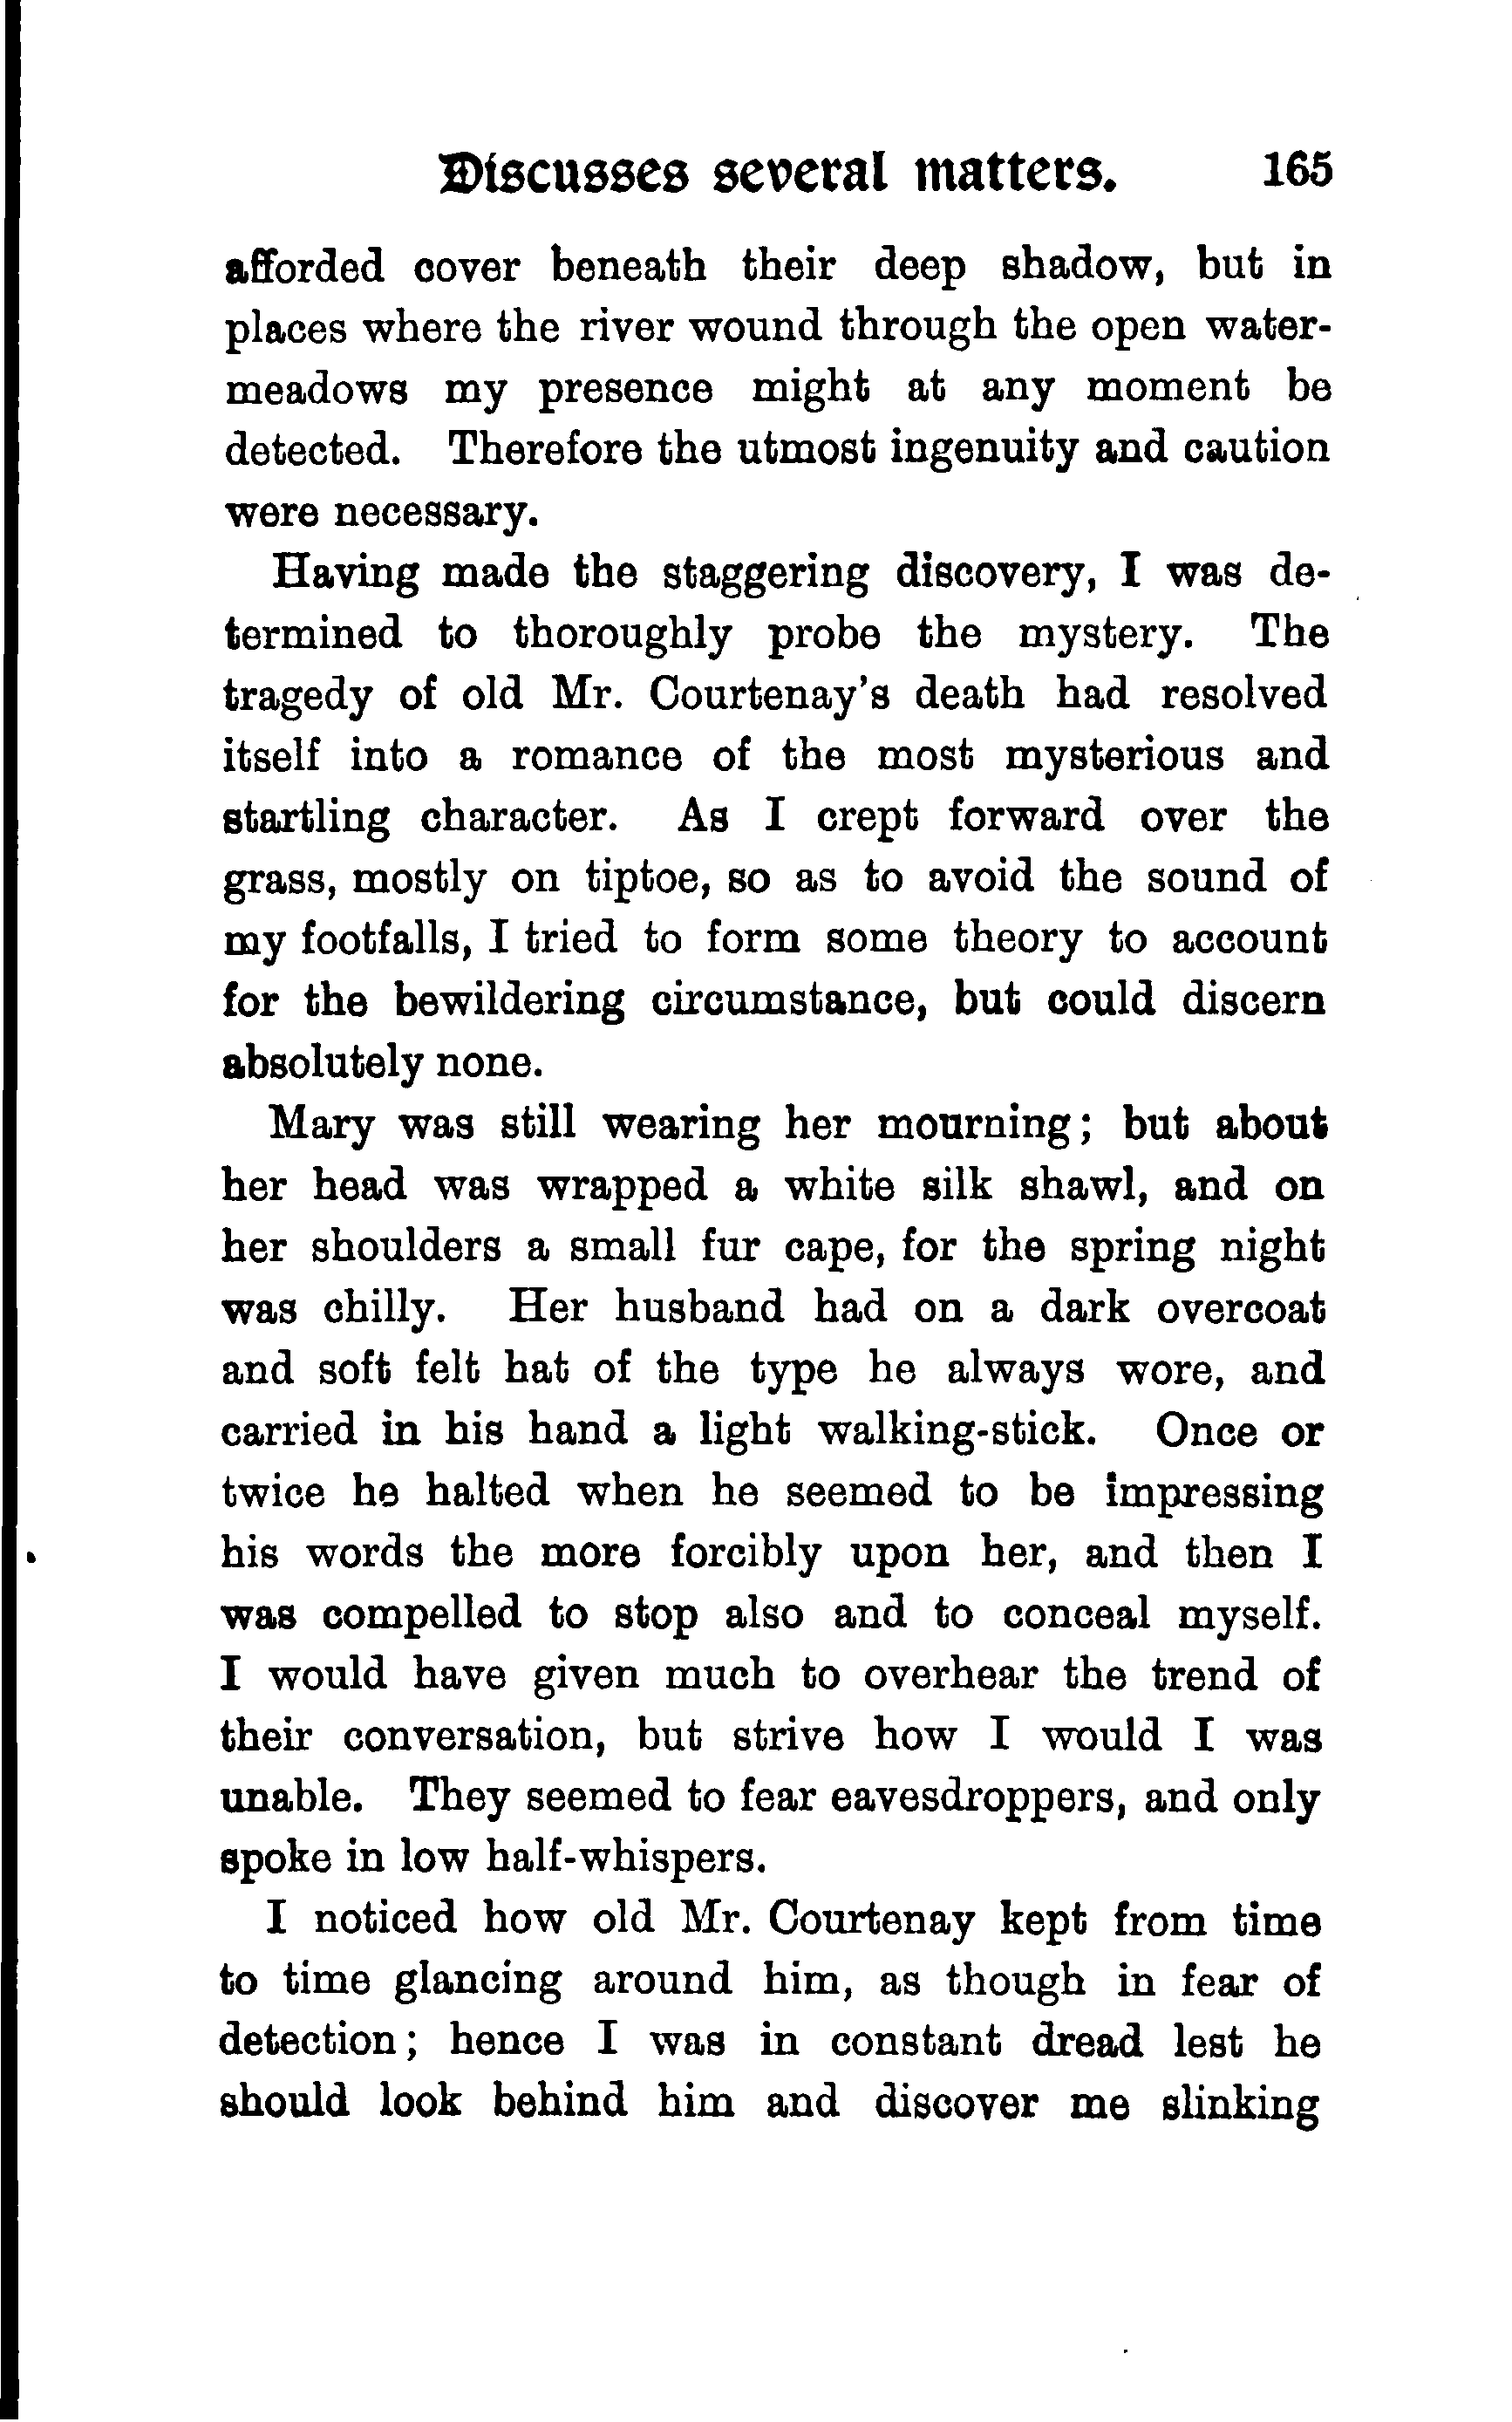 Discusses several matters. 165
afforded cover beneath their deep shadow, but in
places where the river wound through the open water-
meadows my presence might at any moment be
detected. Therefore the utmost ingenuity and caution
were necessary.
Having made the staggering discovery, I was de-
termined to thoroughly probe the mystery. The
tragedy of old Mr. Courtenay's death had resolved
itself into a romance of the most mysterious and
startling character. As I crept forward over the
grass, mostly on tiptoe, so as to avoid the sound of
my footfalls, I tried to form some theory to account
for the bewildering circumstance, but could discern
absolutely none.
Mary was still wearing her mourning; but about
her head was wrapped a white silk shawl, and on
her shoulders a small fur cape, for the spring night
was chilly. Her husband had on a dark overcoat
and soft felt hat of the type he always wore, and
carried in his hand a light walking-stick. Once or
twice he halted when he seemed to be impressing
his words the more forcibly upon her, and then I
was compelled to stop also and to conceal myself.
I would have given much to overhear the trend of
their conversation, but strive how I would I was
unable. They seemed to fear eavesdroppers, and only
spoke in low half-whispers.
I noticed how old Mr. Courtenay kept from time
to time glancing around him, as though in fear of
detection; hence I was in constant dread lest he
should look behind him and discover me slinking